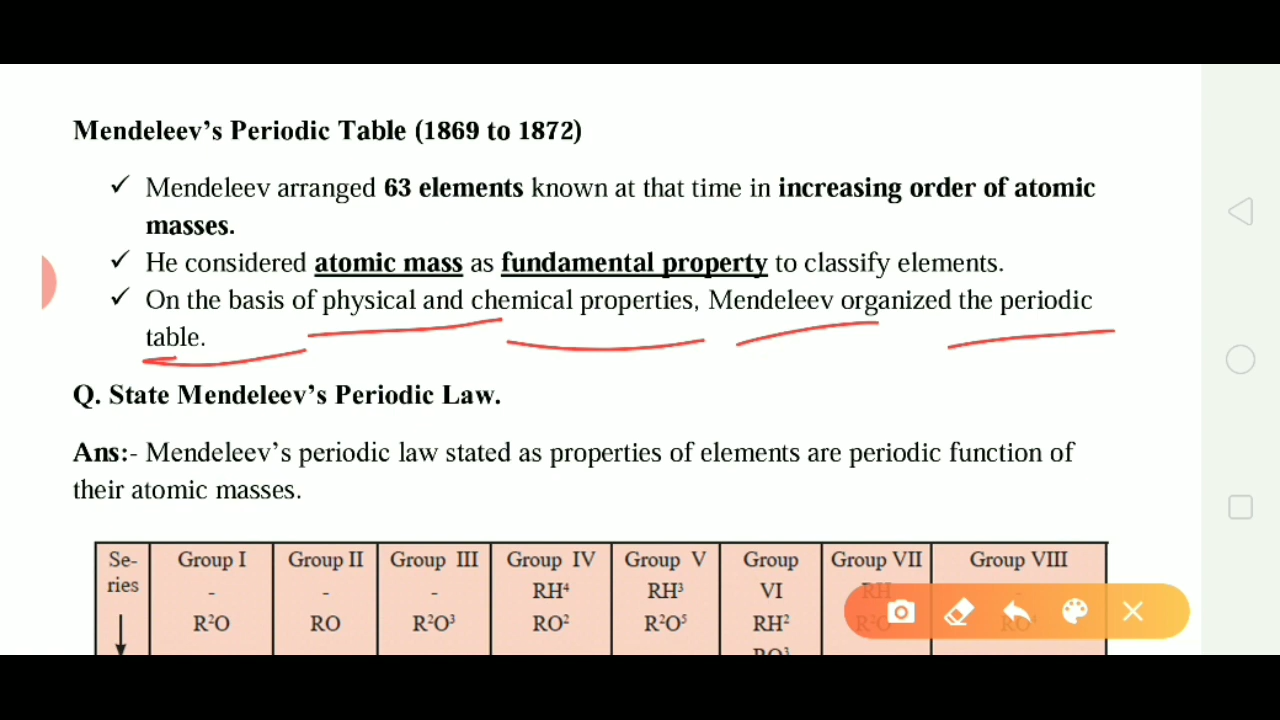 Mendeleev's Periodic Table (1869 to 1872)
✓ Mendeleev arranged 63 elements known at that time in increasing order of atomic
masses.
✓ He considered atomic mass as fundamental property to classify elements.
✓ On the basis of physical and chemical properties, Mendeleev organized the periodic
table.
Q. State Mendeleev's Periodic Law.
Ans:- Mendeleev's periodic law stated as properties of elements are periodic function of
their atomic masses.
Se- Group I Group II Group III Group IV Group V Group Group VII Group VIII
ries - - - RH⁴ RH³ VI RH -
R²O RO R²O³ RO² R²O⁵ RH² RO⁴
RO³